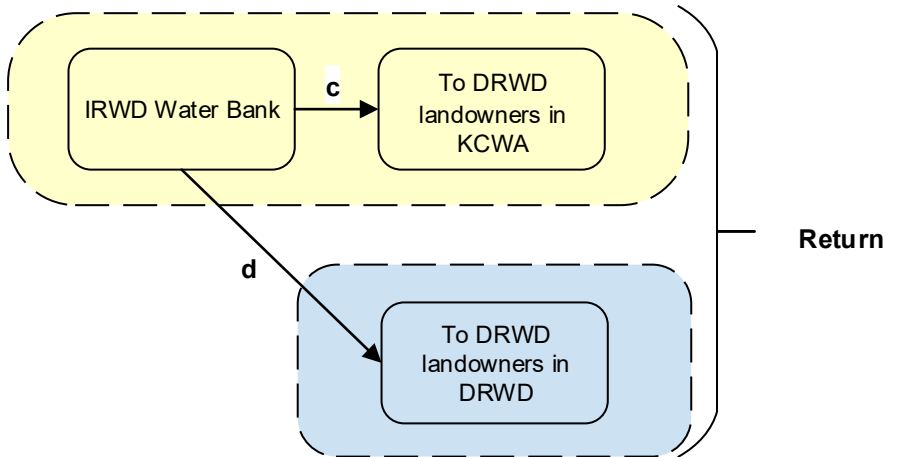 IRWD Water Bank
c
To DRWD
landowners in
KCWA
Return
d
To DRWD
landowners in
DRWD